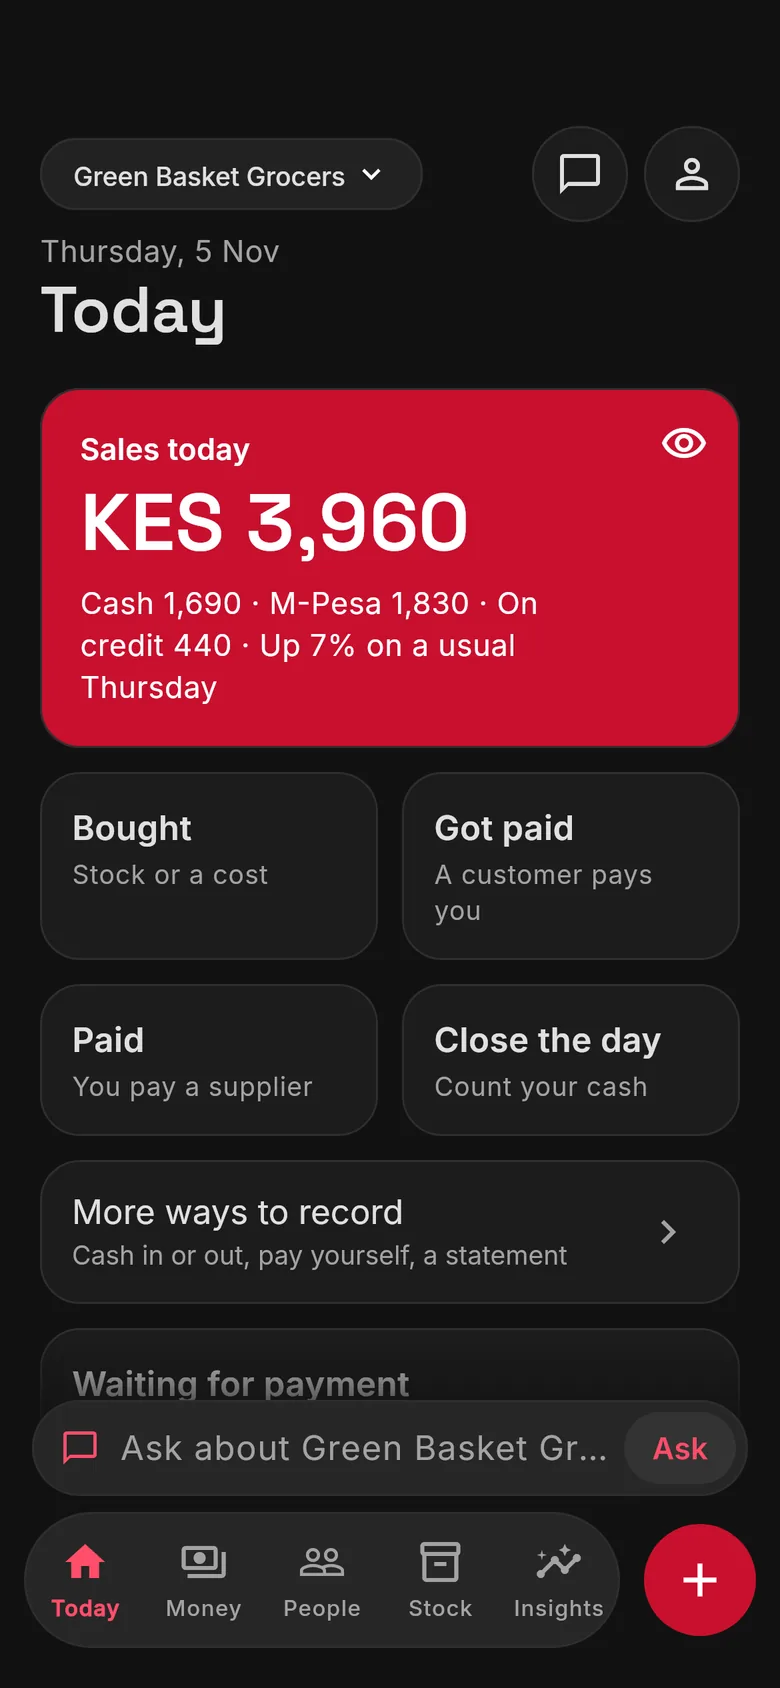 Green Basket Grocers
Thursday, 5 Nov
Today
Sales today
KES 3,960
Cash 1,690 · M-Pesa 1,830 · On
credit 440 · Up 7% on a usual
Thursday
Bought
Stock or a cost
Got paid
A customer pays
you
Paid
You pay a supplier
Close the day
Count your cash
More ways to record
Cash in or out, pay yourself, a statement
Waiting for payment
Ask about Green Basket Gr...
Ask
Today
Money
People
Stock
Insights